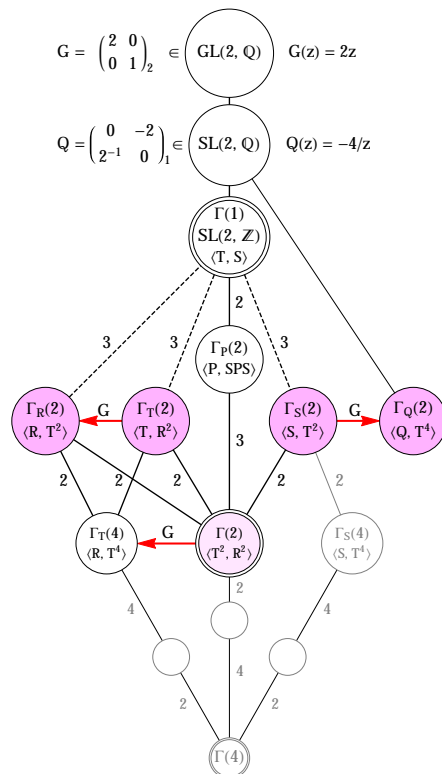 G = ( 2 0 0 1 )₂ ∈ GL(2, ℚ) G(z) = 2z
Q = ( 0 −2 2⁻¹ 0 )₁ ∈ SL(2, ℚ) Q(z) = −4/z
Γ(1)
SL(2, ℤ)
⟨T, S⟩
2
3 3 3
Γ_P(2)
⟨P, SPS⟩
Γ_R(2) G Γ_T(2) Γ_S(2) G Γ_Q(2)
⟨R, T²⟩ ⟨T, R²⟩ ⟨S, T²⟩ ⟨Q, T⁴⟩
3
2 2 2 2 2
Γ_T(4) G Γ(2) Γ_S(4)
⟨R, T⁴⟩ ⟨T², R²⟩ ⟨S, T⁴⟩
2
4 4
4
2 2
Γ(4)